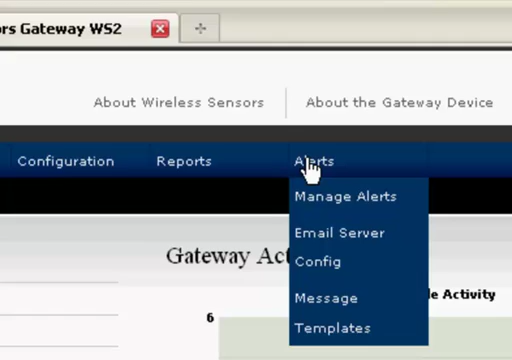 ors Gateway WS2
About Wireless Sensors
About the Gateway Device
Configuration
Reports
Alerts
Manage Alerts
Email Server
Config
Message
Templates
Gateway Act
le Activity
6